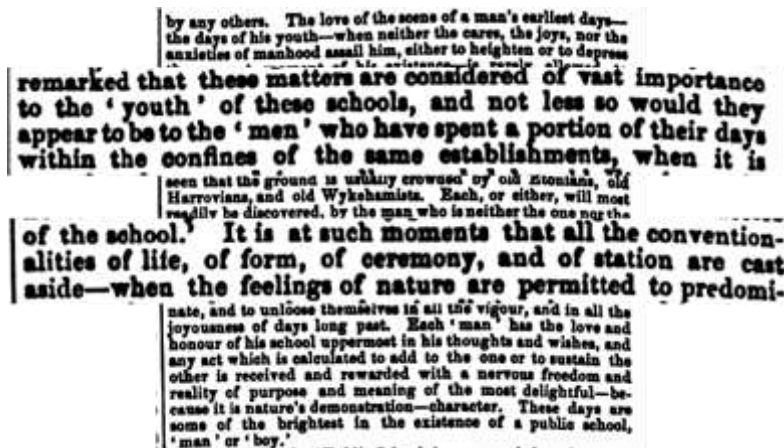 by any others. The love of the scene of a man's earliest days—
the days of his youth—when neither the cares, the joys, nor the
anxieties of manhood assail him, either to heighten or to depress
of his existence—is rarely allowed
remarked that these matters are considered of vast importance
to the 'youth' of these schools, and not less so would they
appear to be to the 'men' who have spent a portion of their days
within the confines of the same establishments, when it is
seen that the ground is usually crowned by old Etonians, old
Harrovians, and old Wykehamists. Each, or either, will most
readily be discovered, by the man who is neither the one nor the
of the school.' It is at such moments that all the convention-
alities of life, of form, of ceremony, and of station are cast
aside—when the feelings of nature are permitted to predomi-
nate, and to unloose themselves in all the vigour, and in all the
joyousness of days long past. Each 'man' has the love and
honour of his school uppermost in his thoughts and wishes, and
any act which is calculated to add to the one or to sustain the
other is received and rewarded with a nervous freedom and
reality of purpose and meaning of the most delightful—be-
cause it is nature's demonstration—character. These days are
some of the brightest in the existence of a public school,
'man' or 'boy.'